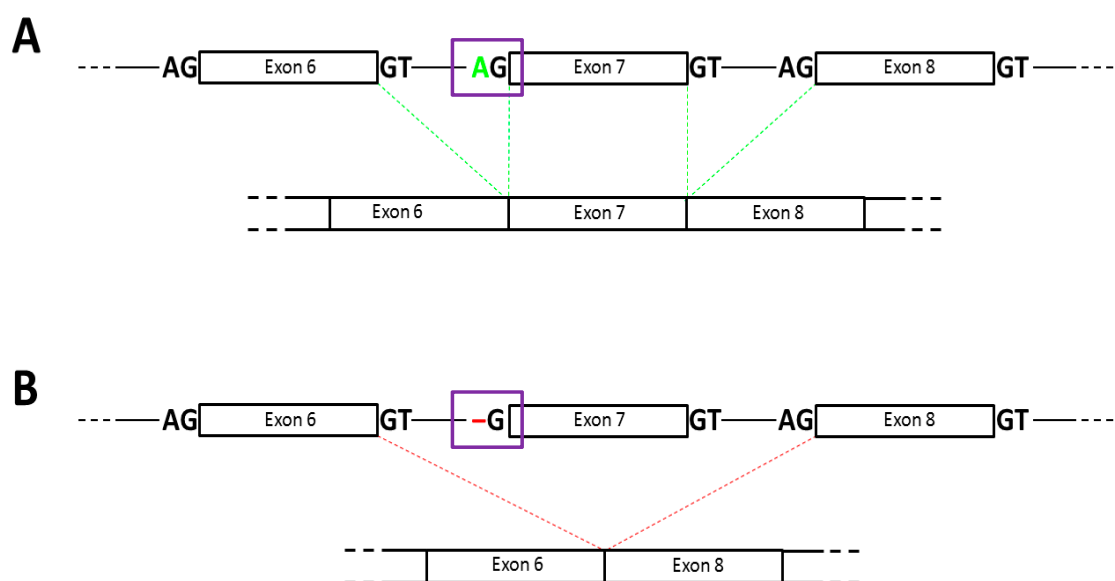 A
AG Exon 6 GT AG Exon 7 GT AG Exon 8 GT
Exon 6 Exon 7 Exon 8
B
AG Exon 6 GT –G Exon 7 GT AG Exon 8 GT
Exon 6 Exon 8